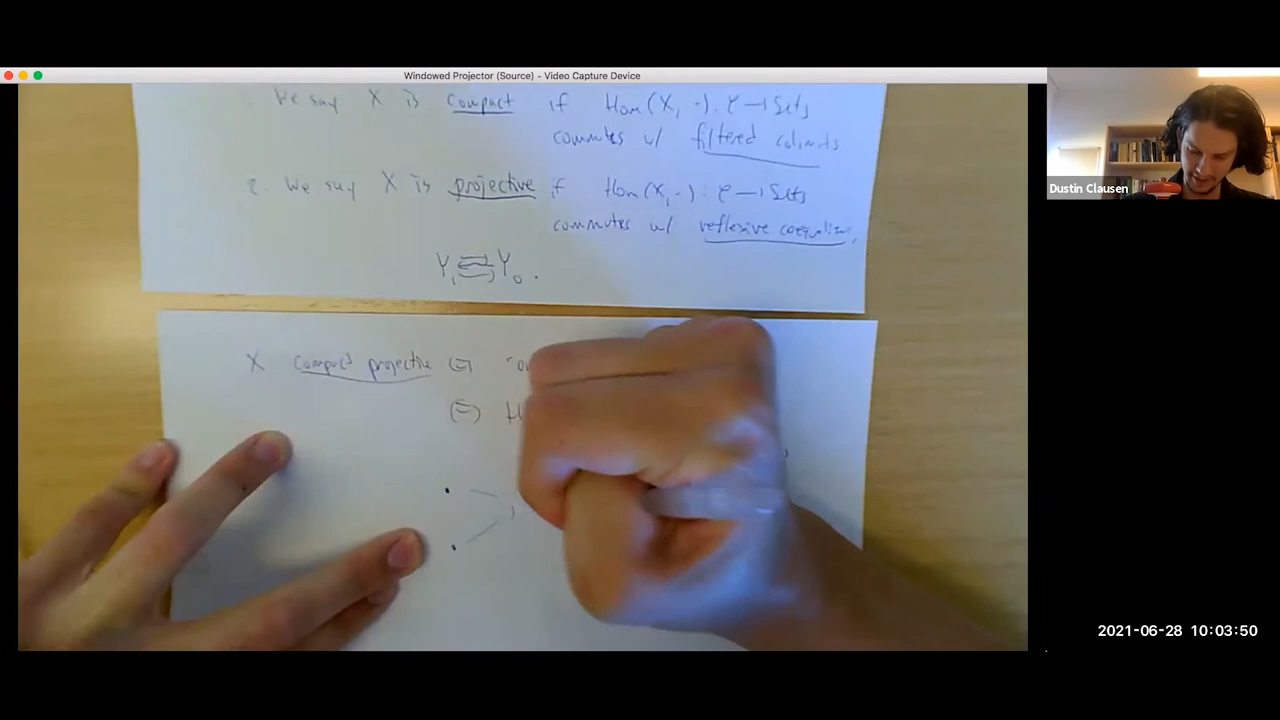 Windowed Projector (Source) - Video Capture Device
We say X is compact if Hom(X, -): C → Sets
commutes w/ filtered colimits
2. We say X is projective if Hom(X, -): C → Sets
commutes w/ reflexive
Y₁ ⇶ Y₀.
X compact projective
Dustin Clausen
2021-06-28 10:03:50